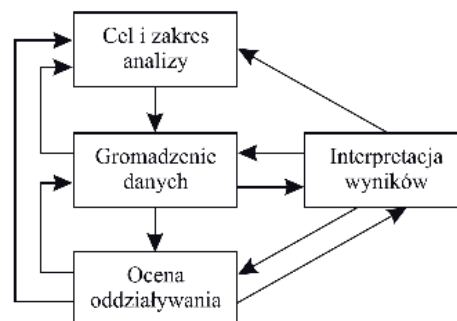 Cel i zakres
analizy
Gromadzenie
danych
Interpretacja
wyników
Ocena
oddziaływania